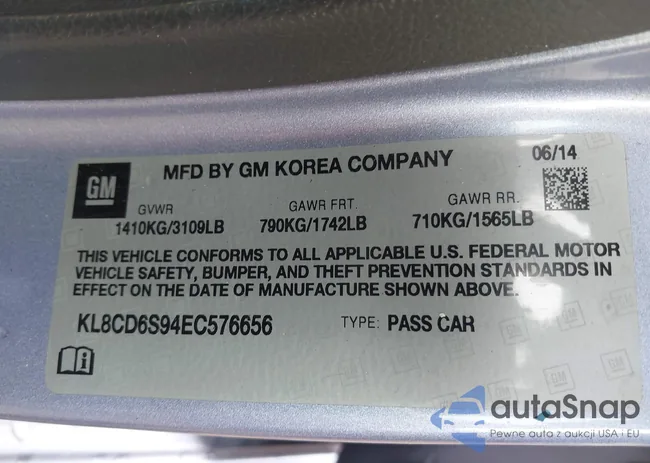 GM
MFD BY GM KOREA COMPANY
06/14
GVWR
GAWR FRT.
GAWR RR.
1410KG/3109LB
790KG/1742LB
710KG/1565LB
THIS VEHICLE CONFORMS TO ALL APPLICABLE U.S. FEDERAL MOTOR
VEHICLE SAFETY, BUMPER, AND THEFT PREVENTION STANDARDS IN
EFFECT ON THE DATE OF MANUFACTURE SHOWN ABOVE.
KL8CD6S94EC576656
TYPE: PASS CAR
autoSnap
Pewne auta z aukcji USA i EU